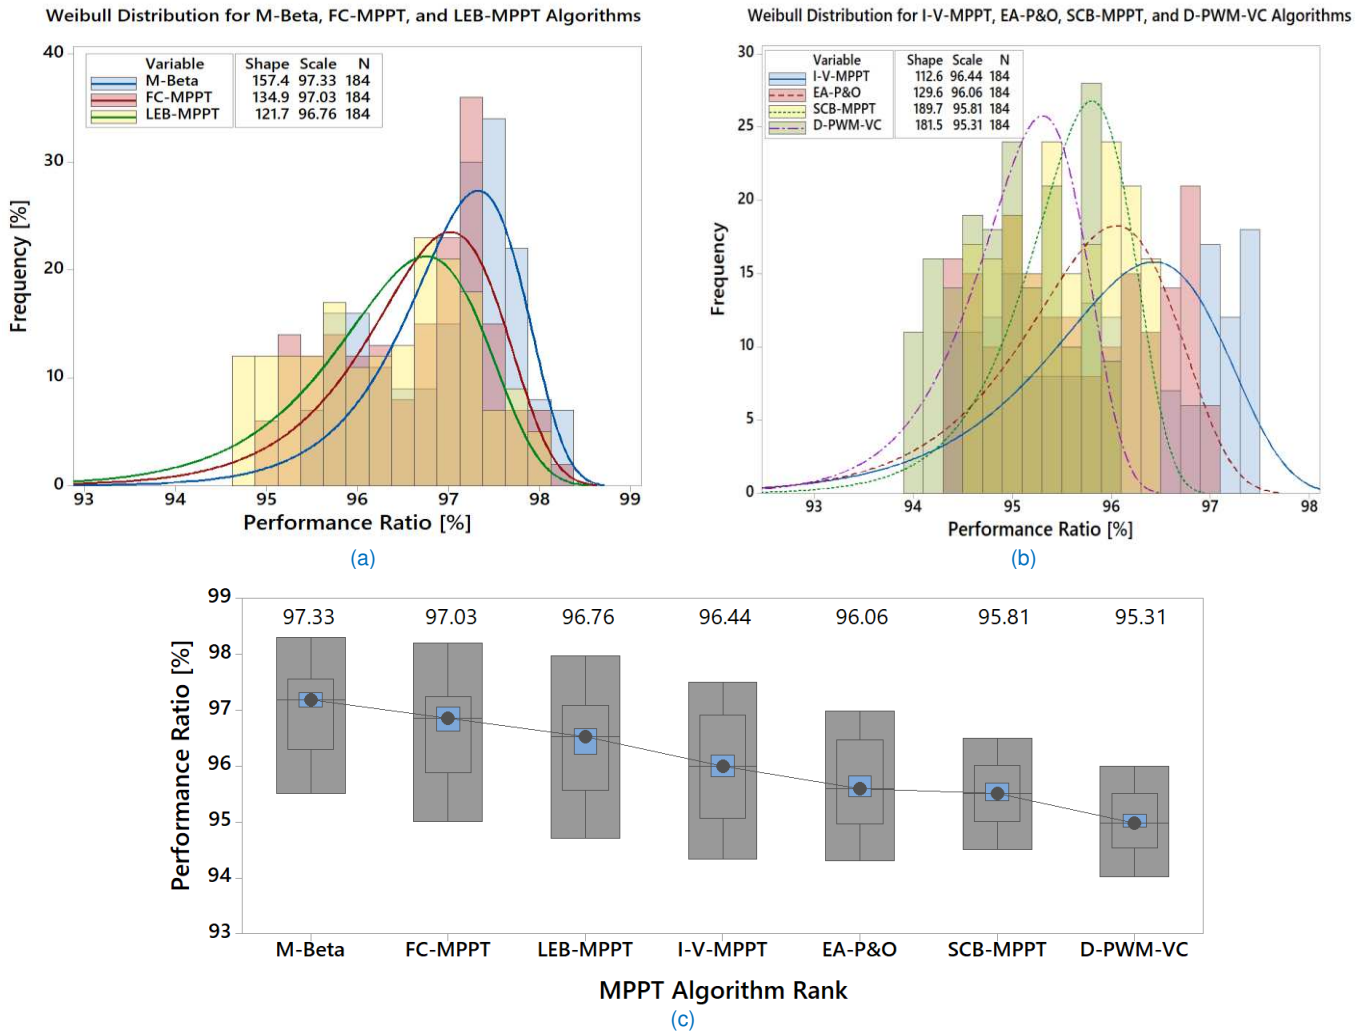 Weibull Distribution for M-Beta, FC-MPPT, and LEB-MPPT Algorithms
Variable Shape Scale N
M-Beta 157.4 97.33 184
FC-MPPT 134.9 97.03 184
LEB-MPPT 121.7 96.76 184
Frequency [%]
40
30
20
10
0
93 94 95 96 97 98 99
Performance Ratio [%]
(a)
Weibull Distribution for I-V-MPPT, EA-P&O, SCB-MPPT, and D-PWM-VC Algorithms
Variable Shape Scale N
I-V-MPPT 112.6 96.44 184
EA-P&O 129.6 96.06 184
SCB-MPPT 189.7 95.81 184
D-PWM-VC 181.5 95.31 184
Frequency
30
25
20
15
10
5
0
93 94 95 96 97 98
Performance Ratio [%]
(b)
Performance Ratio [%]
99
98
97
96
95
94
93
97.33 97.03 96.76 96.44 96.06 95.81 95.31
M-Beta FC-MPPT LEB-MPPT I-V-MPPT EA-P&O SCB-MPPT D-PWM-VC
MPPT Algorithm Rank
(c)